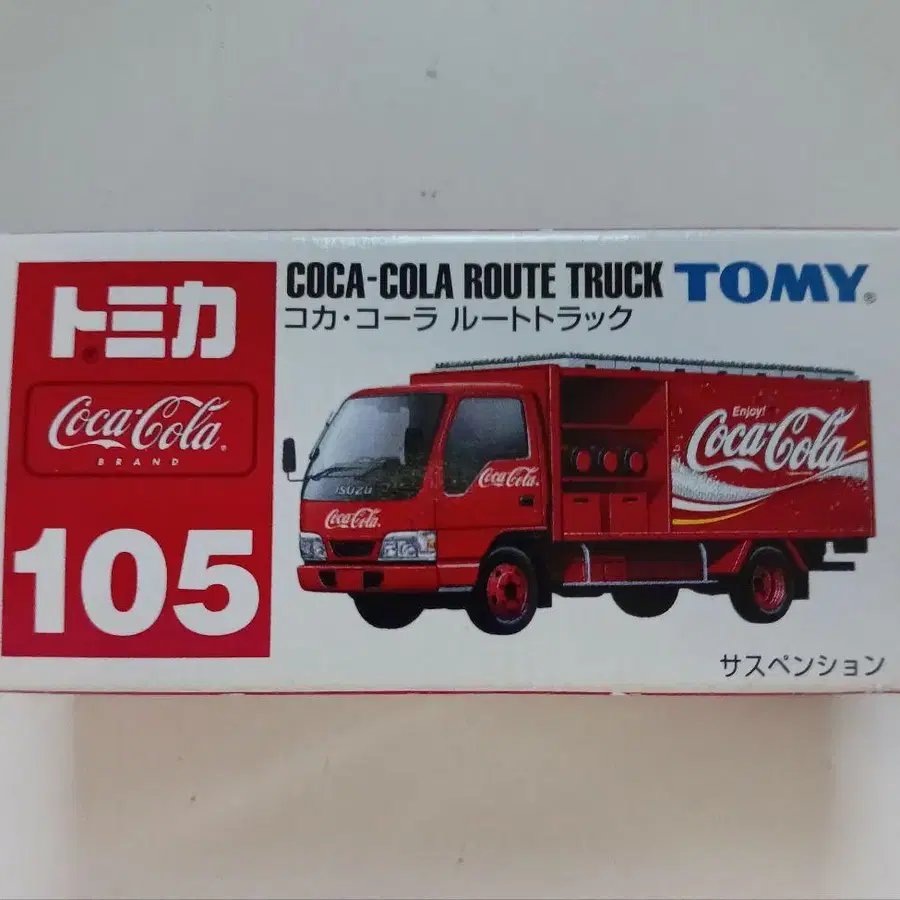 トミカ
Coca-Cola
BRAND
105
COCA-COLA ROUTE TRUCK TOMY
コカ・コーラ ルートトラック
Enjoy!
Coca-Cola
Coca-Cola
ISUZU
Coca-Cola
サスペンション